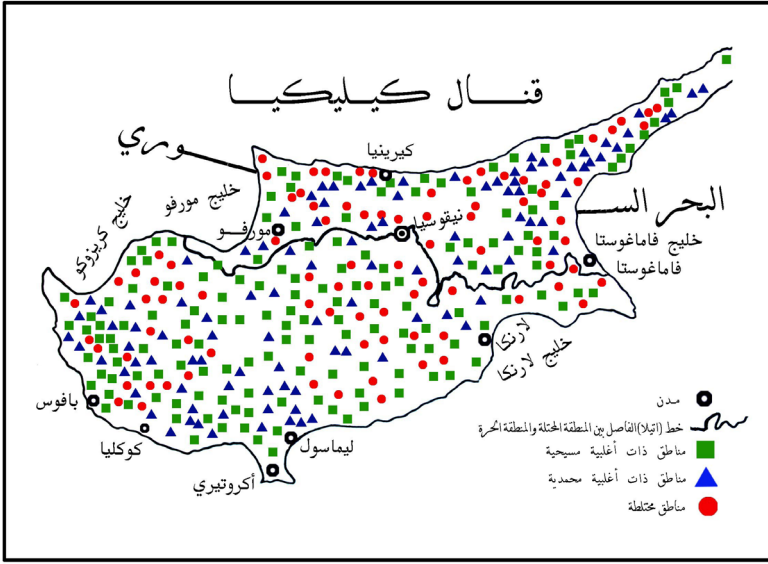 قنال كيليكيا
وري
كيرينيا
خليج مورفو
خليج كريزوكو
مورفو
نيقوسيا
البحر الس
خليج فاماغوستا
فاماغوستا
لارنكا
خليج لارنكا
بافوس
كوكليا
ليماسول
أكروتيري
مدن
خط (اتيلا) الفاصل بين المنطقة المحتلة والمنطقة الحرة
مناطق ذات أغلبية مسيحية
مناطق ذات أغلبية محمدية
مناطق مختلطة